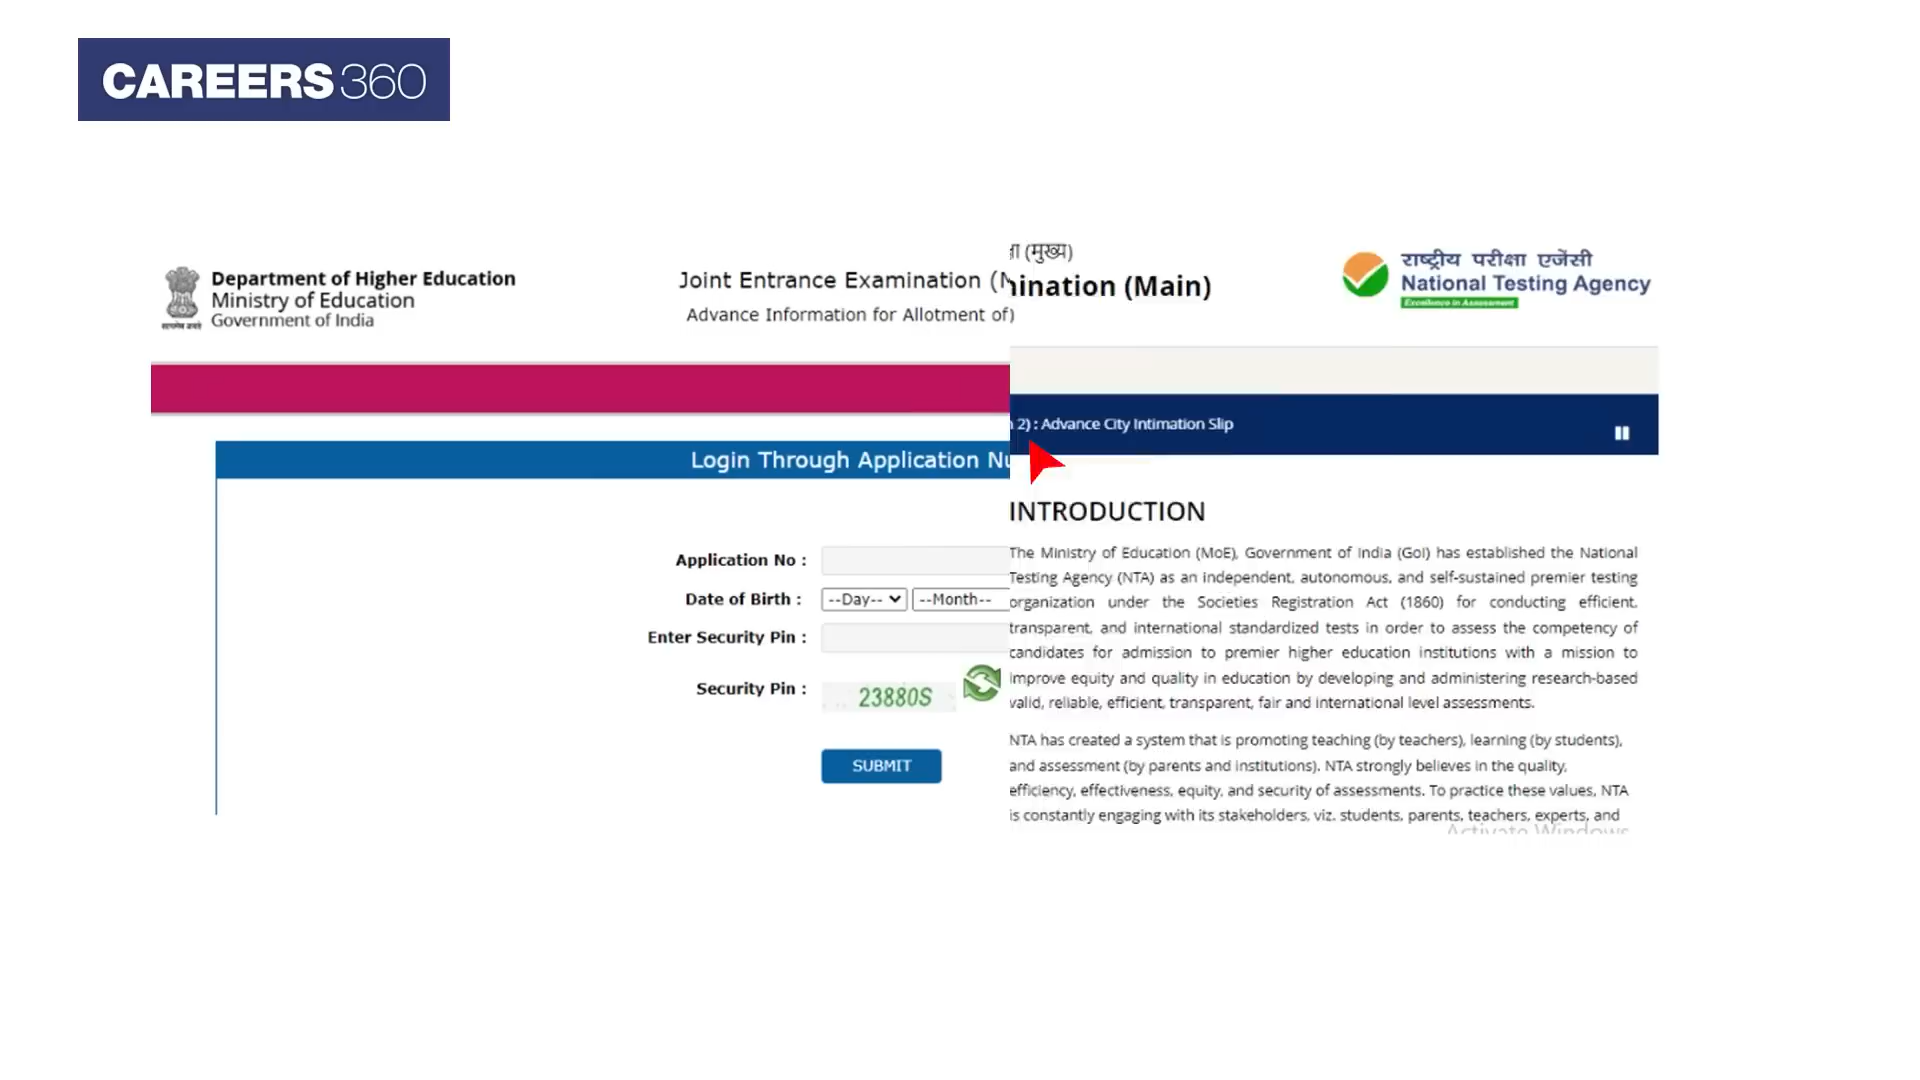 CAREERS360
Department of Higher Education
Ministry of Education
Government of India
सत्यमेव जयते
Joint Entrance Examination (
Advance Information for Allotment of)
Login Through Application Nu
Application No :
Date of Birth :
--Day--
--Month--
Enter Security Pin :
Security Pin :
23880S
SUBMIT
(मुख्य)
ination (Main)
राष्ट्रीय परीक्षा एजेंसी
National Testing Agency
Excellence in Assessment
2) : Advance City Intimation Slip
INTRODUCTION
The Ministry of Education (MoE), Government of India (GoI) has established the National
Testing Agency (NTA) as an independent, autonomous, and self-sustained premier testing
organization under the Societies Registration Act (1860) for conducting efficient,
transparent, and international standardized tests in order to assess the competency of
candidates for admission to premier higher education institutions with a mission to
improve equity and quality in education by developing and administering research-based
valid, reliable, efficient, transparent, fair and international level assessments.
NTA has created a system that is promoting teaching (by teachers), learning (by students),
and assessment (by parents and institutions). NTA strongly believes in the quality,
efficiency, effectiveness, equity, and security of assessments. To practice these values, NTA
is constantly engaging with its stakeholders, viz. students, parents, teachers, experts, and
Activate Windows